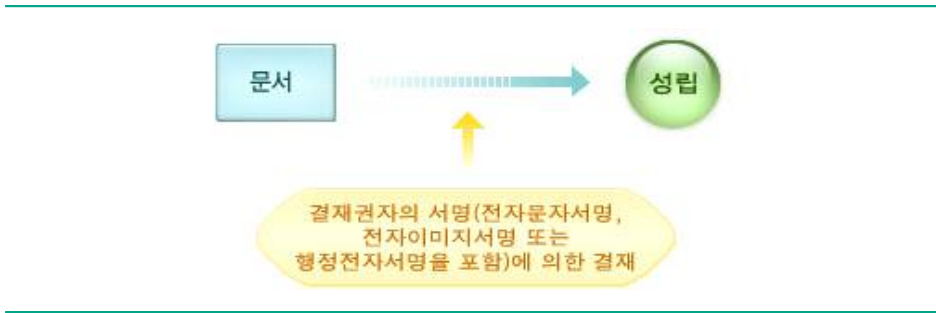 문서
성립
결재권자의 서명(전자문자서명,
전자이미지서명 또는
행정전자서명을 포함)에 의한 결재